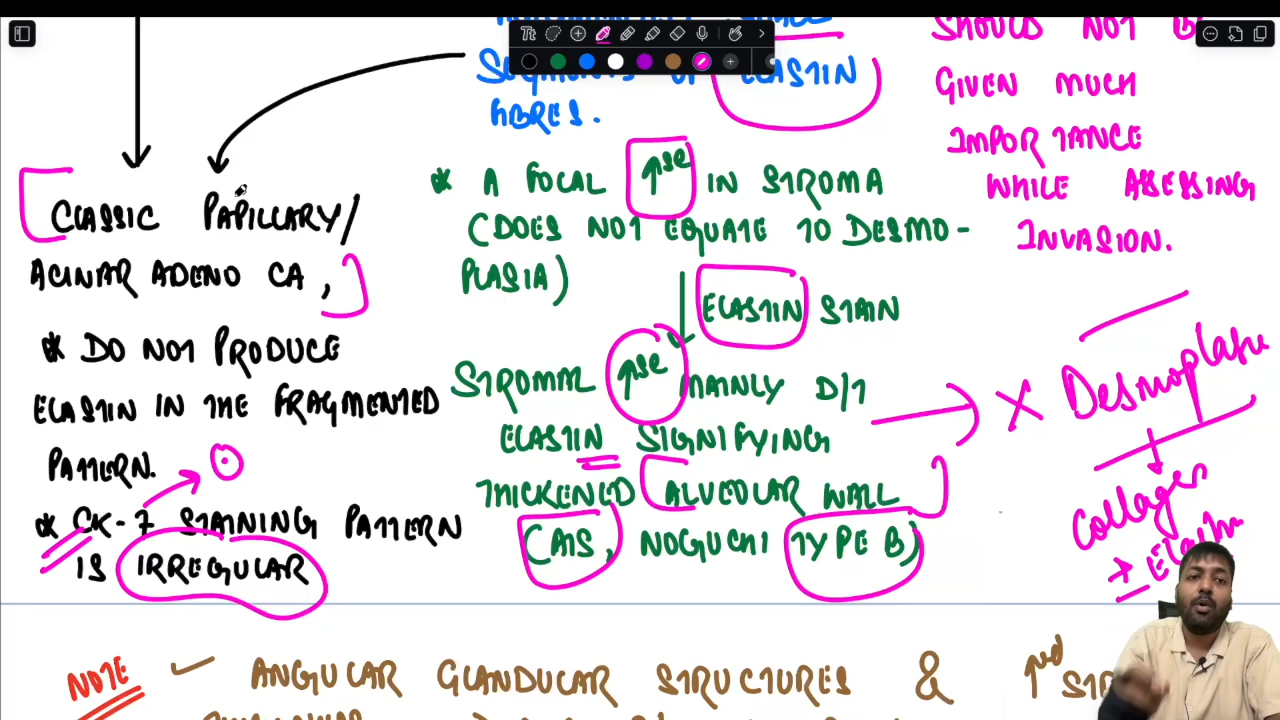 SEGMENTS OF ELASTIN
FIBRES.
* A FOCAL ↑se IN STROMA
(DOES NOT EQUATE TO DESMO-
PLASIA)
ELASTIN STAIN
STROMAL ↑se MAINLY D/T
ELASTIN SIGNIFYING
THICKENED ALVEOLAR WALL
(AIS, NOGUCHI TYPE B)
CLASSIC PAPILLARY/
ACINAR ADENO CA,
* DO NOT PRODUCE
ELASTIN IN THE FRAGMENTED
PATTERN.
* CK-7 STAINING PATTERN
IS IRREGULAR
SHOULD NOT
GIVEN MUCH
IMPORTANCE
WHILE ASSESSING
INVASION.
X Desmoplasia
Collagen
NOTE
ANGULAR GLANDULAR STRUCTURES &